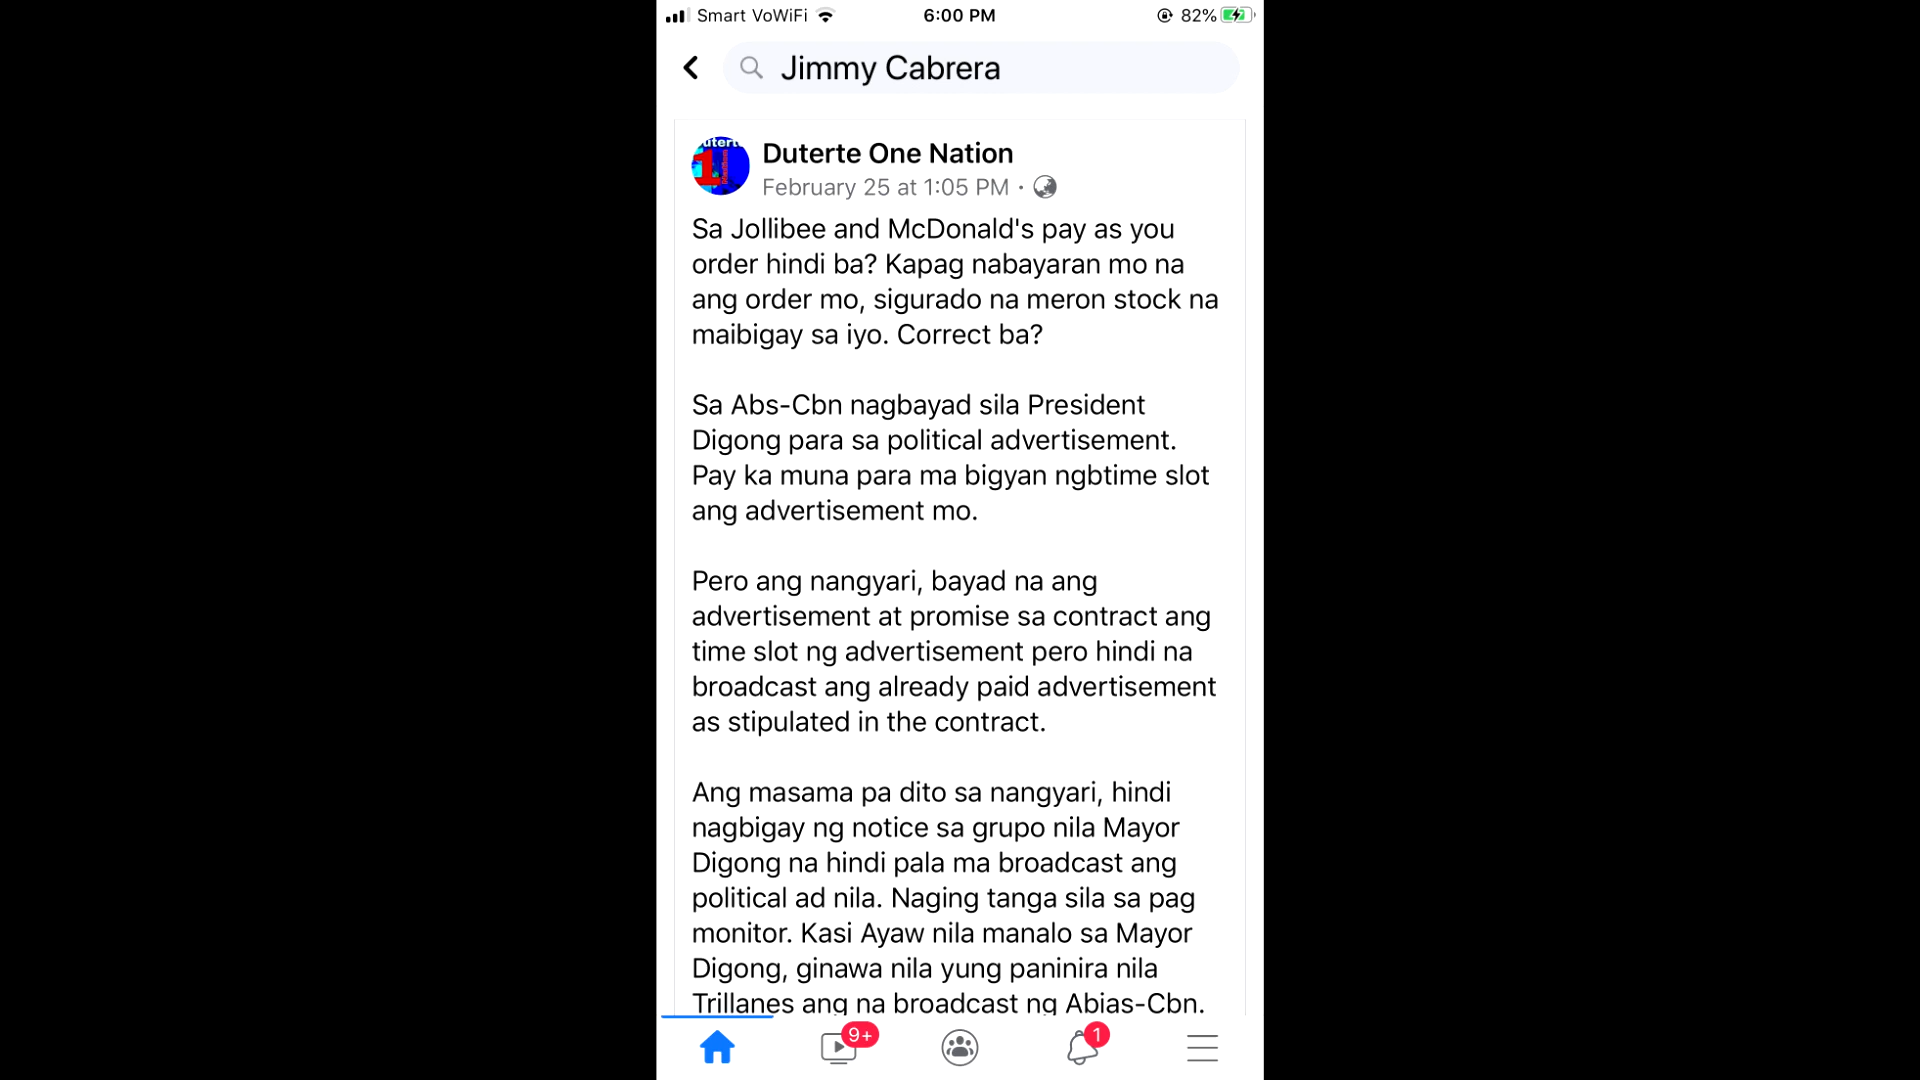 Smart VoWiFi
6:00 PM
82%
Jimmy Cabrera
uterte
1
Duterte One Nation
February 25 at 1:05 PM ·
Sa Jollibee and McDonald's pay as you
order hindi ba? Kapag nabayaran mo na
ang order mo, sigurado na meron stock na
maibigay sa iyo. Correct ba?
Sa Abs-Cbn nagbayad sila President
Digong para sa political advertisement.
Pay ka muna para ma bigyan ngbtime slot
ang advertisement mo.
Pero ang nangyari, bayad na ang
advertisement at promise sa contract ang
time slot ng advertisement pero hindi na
broadcast ang already paid advertisement
as stipulated in the contract.
Ang masama pa dito sa nangyari, hindi
nagbigay ng notice sa grupo nila Mayor
Digong na hindi pala ma broadcast ang
political ad nila. Naging tanga sila sa pag
monitor. Kasi Ayaw nila manalo sa Mayor
Digong, ginawa nila yung paninira nila
Trillanes ang na broadcast ng Abias-Cbn.
9+
1